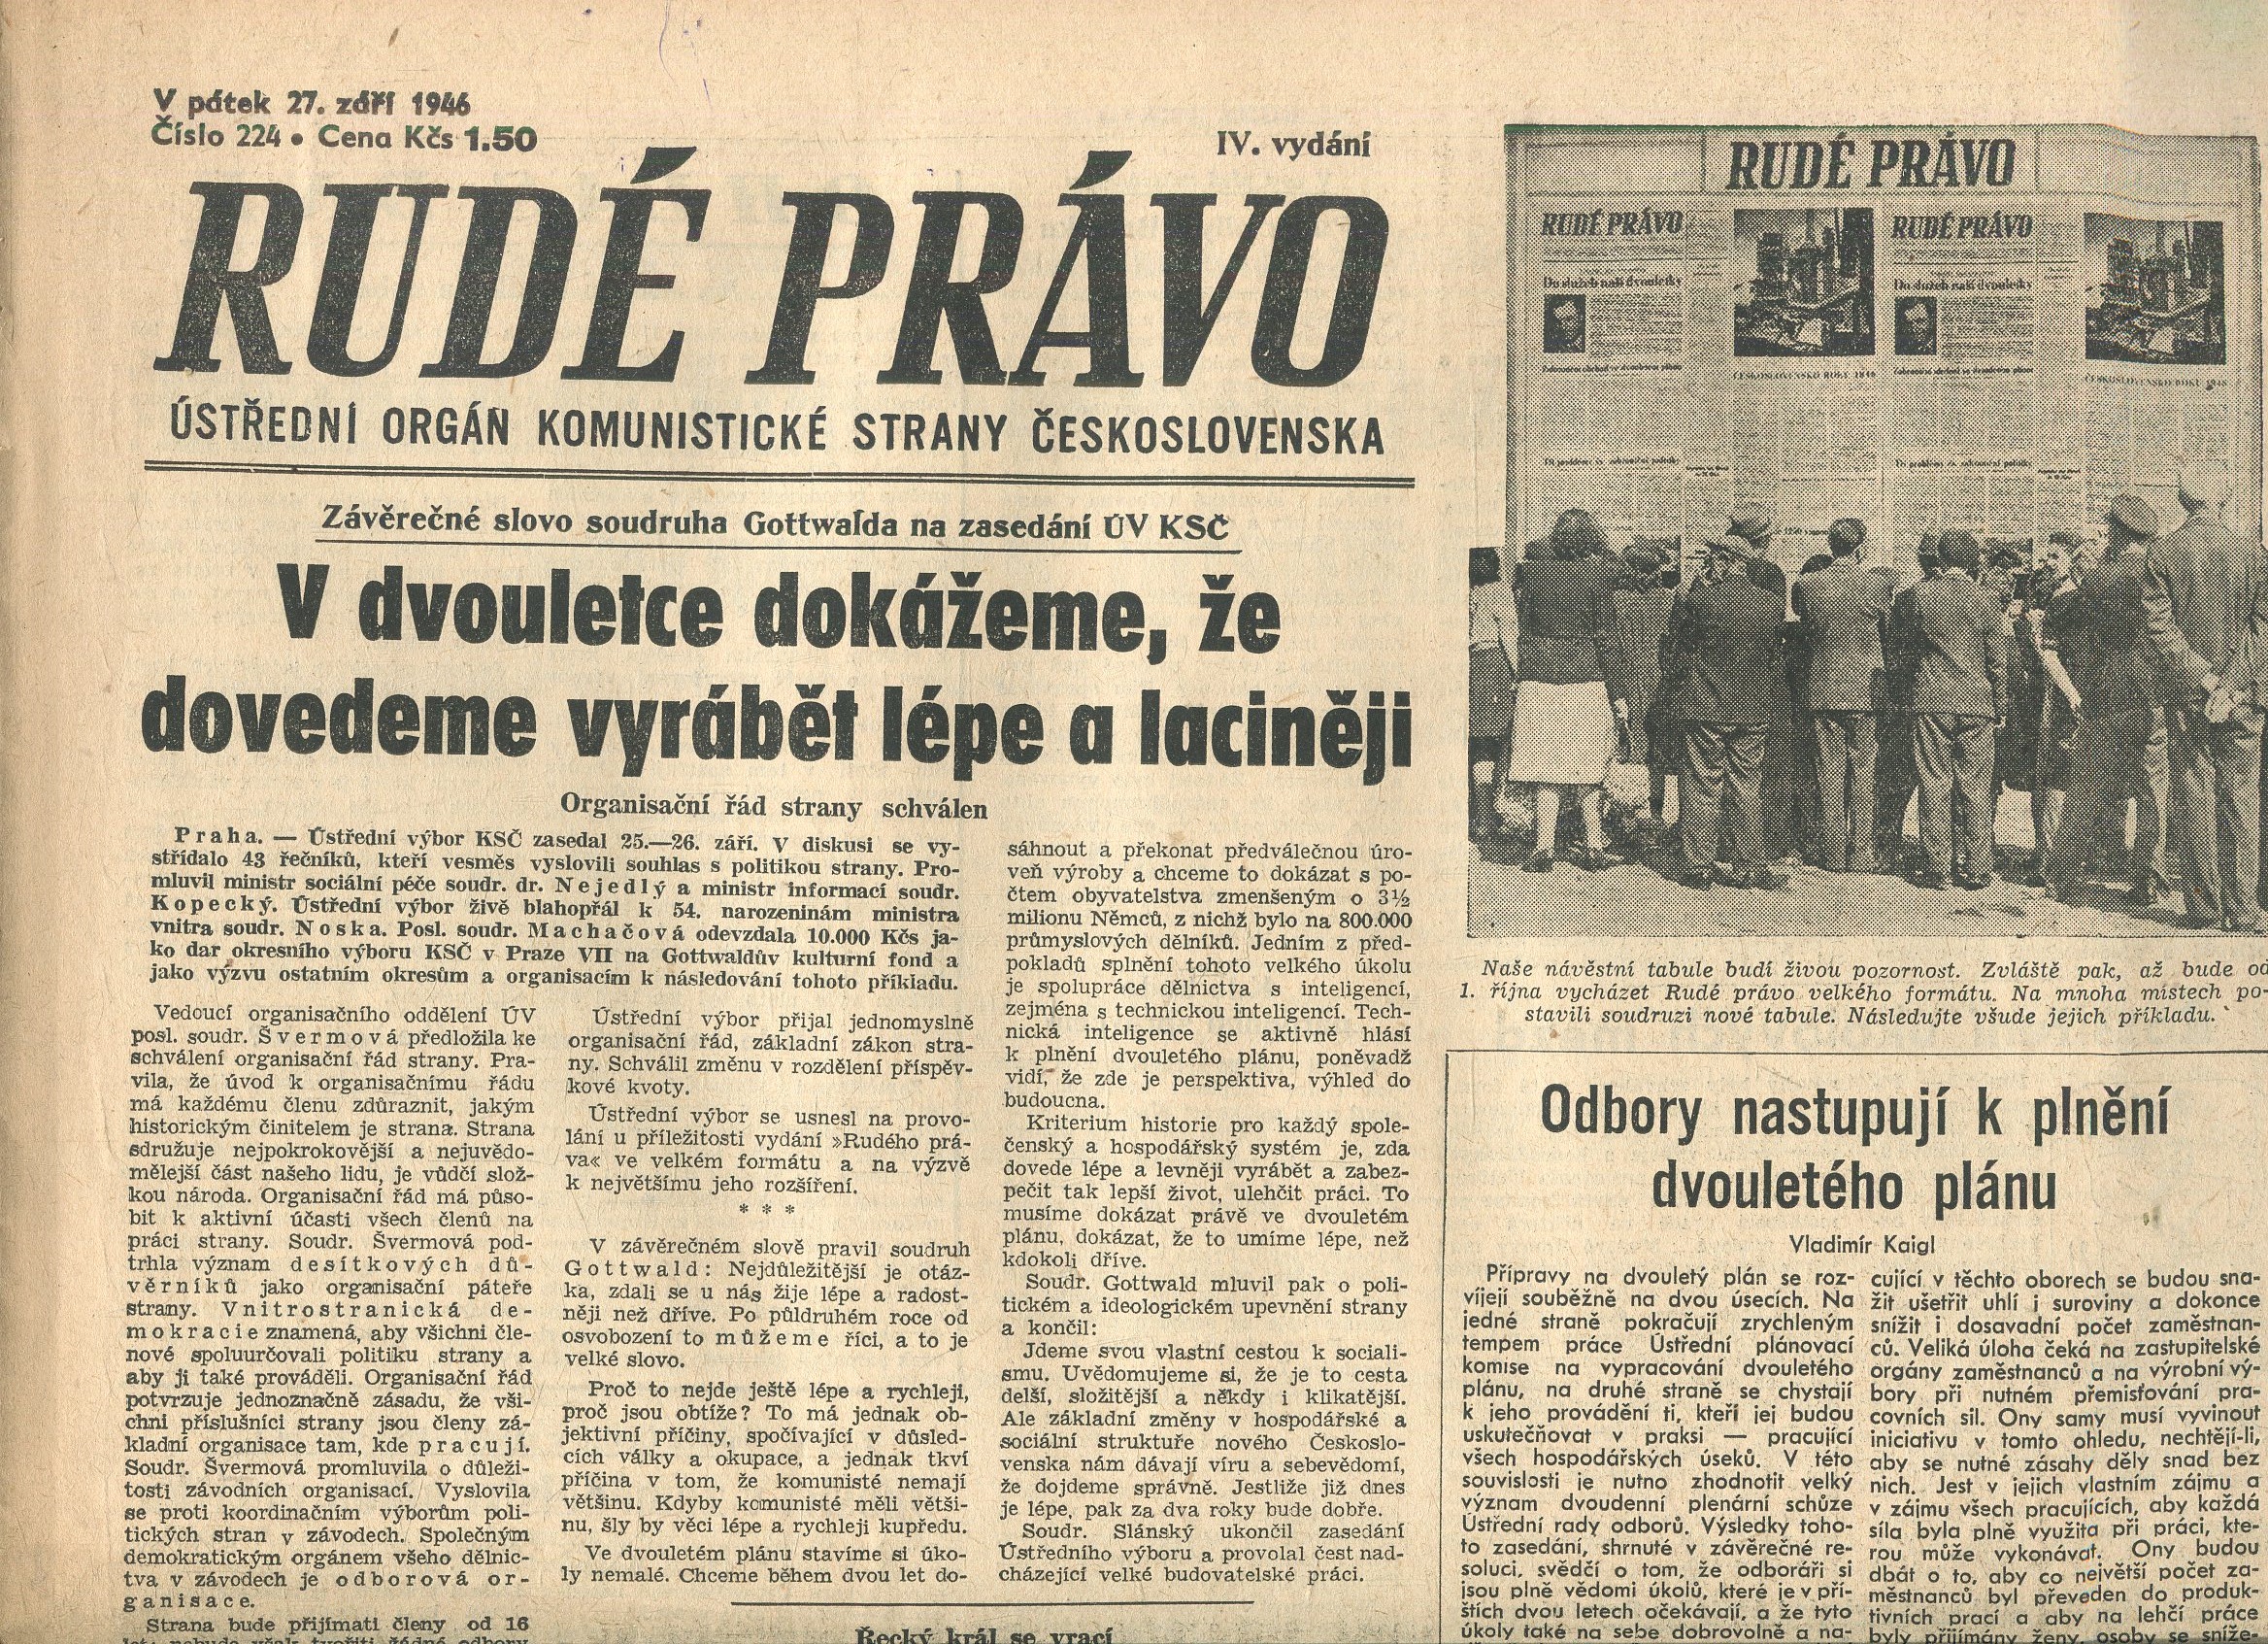 V pátek 27. září 1946
Číslo 224 • Cena Kčs 1.50
IV. vydání
RUDÉ PRÁVO
ÚSTŘEDNÍ ORGÁN KOMUNISTICKÉ STRANY ČESKOSLOVENSKA
Závěrečné slovo soudruha Gottwalda na zasedání ÚV KSČ
V dvouletce dokážeme, že
dovedeme vyrábět lépe a laciněji
Organisační řád strany schválen
Praha. — Ústřední výbor KSČ zasedal 25.—26. září. V diskusi se vy-
střídalo 43 řečníků, kteří vesměs vyslovili souhlas s politikou strany. Pro-
mluvil ministr sociální péče soudr. dr. Nejedlý a ministr informací soudr.
Kopecký. Ústřední výbor živě blahopřál k 54. narozeninám ministra
vnitra soudr. Noska. Posl. soudr. Machačová odevzdala 10.000 Kčs ja-
ko dar okresního výboru KSČ v Praze VII na Gottwaldův kulturní fond a
jako výzvu ostatním okresům a organisacím k následování tohoto příkladu.
Vedoucí organisačního oddělení ÚV
posl. soudr. Švermová předložila ke
schválení organisační řád strany. Pra-
vila, že úvod k organisačnímu řádu
má každému členu zdůraznit, jakým
historickým činitelem je strana. Strana
sdružuje nejpokrokovější a nejuvědo-
mělejší část našeho lidu, je vůdčí slož-
kou národa. Organisační řád má půso-
bit k aktivní účasti všech členů na
práci strany. Soudr. Švermová pod-
trhla význam desítkových dů-
věrníků jako organisační páteře
strany. Vnitrostranická de-
mokracie znamená, aby všichni čle-
nové spoluurčovali politiku strany a
aby ji také prováděli. Organisační řád
potvrzuje jednoznačně zásadu, že vši-
chni příslušníci strany jsou členy zá-
kladní organisace tam, kde pracují.
Soudr. Švermová promluvila o důleži-
tosti závodních organisací. Vyslovila
se proti koordinačním výborům poli-
tických stran v závodech. Společným
demokratickým orgánem všeho dělnic-
tva v závodech je odborová or-
ganisace.
Strana bude přijímati členy od 16
Ústřední výbor přijal jednomyslně
organisační řád, základní zákon stra-
ny. Schválil změnu v rozdělení příspěv-
kové kvoty.
Ústřední výbor se usnesl na provo-
lání u příležitosti vydání »Rudého prá-
va« ve velkém formátu a na výzvě
k největšímu jeho rozšíření.
* * *
V závěrečném slově pravil soudruh
Gottwald: Nejdůležitější je otáz-
ka, zdali se u nás žije lépe a radost-
něji než dříve. Po půldruhém roce od
osvobození to můžeme říci, a to je
velké slovo.
Proč to nejde ještě lépe a rychleji,
proč jsou obtíže? To má jednak ob-
jektivní příčiny, spočívající v důsled-
cích války a okupace, a jednak tkví
příčina v tom, že komunisté nemají
většinu. Kdyby komunisté měli větši-
nu, šly by věci lépe a rychleji kupředu.
Ve dvouletém plánu stavíme si úko-
ly nemalé. Chceme během dvou let do-
sáhnout a překonat předválečnou úro-
veň výroby a chceme to dokázat s po-
čtem obyvatelstva zmenšeným o 3½
milionu Němců, z nichž bylo na 800.000
průmyslových dělníků. Jedním z před-
pokladů splnění tohoto velkého úkolu
je spolupráce dělnictva s inteligencí,
zejména s technickou inteligencí. Tech-
nická inteligence se aktivně hlásí
k plnění dvouletého plánu, poněvadž
vidí, že zde je perspektiva, výhled do
budoucna.
Kriterium historie pro každý spole-
čenský a hospodářský systém je, zda
dovede lépe a levněji vyrábět a zabez-
pečit tak lepší život, ulehčit práci. To
musíme dokázat právě ve dvouletém
plánu, dokázat, že to umíme lépe, než
kdokoli dříve.
Soudr. Gottwald mluvil pak o poli-
tickém a ideologickém upevnění strany
a končil:
Jdeme svou vlastní cestou k sociali-
smu. Uvědomujeme si, že je to cesta
delší, složitější a někdy i klikatější.
Ale základní změny v hospodářské a
sociální struktuře nového Českoslo-
venska nám dávají víru a sebevědomí,
že dojdeme správně. Jestliže již dnes
je lépe, pak za dva roky bude dobře.
Soudr. Slánský ukončil zasedání
Ústředního výboru a provolal čest nad-
cházející velké budovatelské práci.
Řecký král se vrací
RUDÉ PRÁVO
RUDÉ PRÁVO
RUDÉ PRÁVO
Do služeb naší dvouletky
Do služeb naší dvouletky
ČESKOSLOVENSKO ROKU 1948
ČESKOSLOVENSKO ROKU 1948
Naše návěstní tabule budí živou pozornost. Zvláště pak, až bude od
1. října vycházet Rudé právo velkého formátu. Na mnoha místech po-
stavili soudruzi nové tabule. Následujte všude jejich příkladu.
Odbory nastupují k plnění
dvouletého plánu
Vladimír Kaigl
Přípravy na dvouletý plán se roz-
víjejí souběžně na dvou úsecích. Na
jedné straně pokračují zrychleným
tempem práce Ústřední plánovací
komise na vypracování dvouletého
plánu, na druhé straně se chystají
k jeho provádění ti, kteří jej budou
uskutečňovat v praksi — pracující
všech hospodářských úseků. V této
souvislosti je nutno zhodnotit velký
význam dvoudenní plenární schůze
Ústřední rady odborů. Výsledky toho-
to zasedání, shrnuté v závěrečné re-
soluci, svědčí o tom, že odboráři si
jsou plně vědomi úkolů, které je v pří-
štích dvou letech očekávají, a že tyto
úkoly také na sebe dobrovolně a na-
cující v těchto oborech se budou sna-
žit ušetřit uhlí i suroviny a dokonce
snížit i dosavadní počet zaměstnan-
ců. Veliká úloha čeká na zastupitelské
orgány zaměstnanců a na výrobní vý-
bory při nutném přemisťování pra-
covních sil. Ony samy musí vyvinout
iniciativu v tomto ohledu, nechtějí-li,
aby se nutné zásahy děly snad bez
nich. Jest v jejich vlastním zájmu a
v zájmu všech pracujících, aby každá
síla byla plně využita při práci, kte-
rou může vykonávat. Ony budou
dbát o to, aby co největší počet za-
městnanců byl převeden do produk-
tivních prací a aby na lehčí práce
byly přijímány ženy, osoby se sníže-